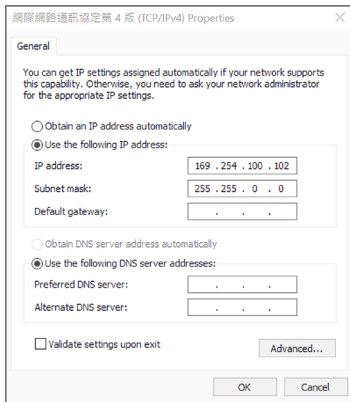 網際網路通訊協定第 4 版 (TCP/IPv4) Properties
General
You can get IP settings assigned automatically if your network supports
this capability. Otherwise, you need to ask your network administrator
for the appropriate IP settings.
Obtain an IP address automatically
Use the following IP address:
IP address: 169 . 254 . 100 . 102
Subnet mask: 255 . 255 . 0 . 0
Default gateway: . . .
Obtain DNS server address automatically
Use the following DNS server addresses:
Preferred DNS server: . . .
Alternate DNS server: . . .
Validate settings upon exit
Advanced...
OK Cancel